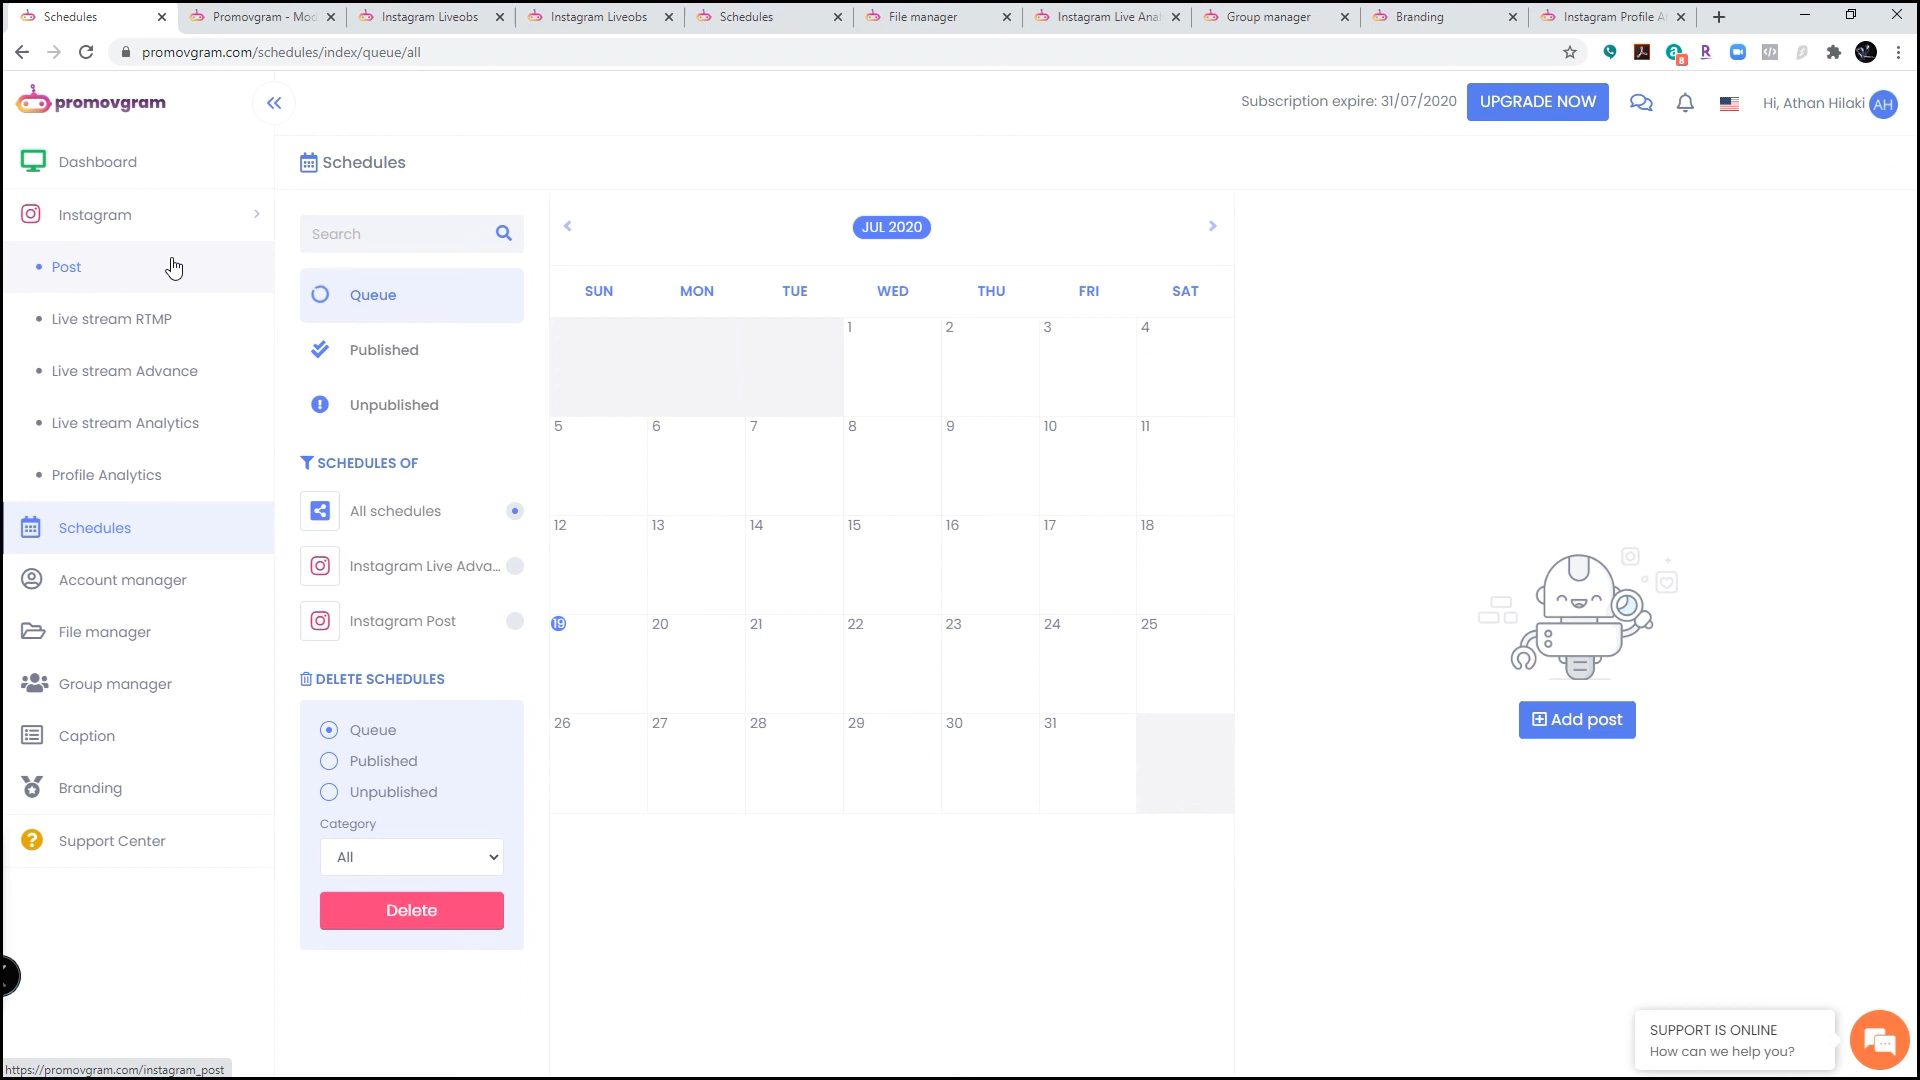 Schedules
Promovgram - Mod
Instagram Liveobs
Instagram Liveobs
Schedules
File manager
Instagram Live Anal
Group manager
Branding
Instagram Profile A
promovgram.com/schedules/index/queue/all
8
promovgram
Subscription expire: 31/07/2020
UPGRADE NOW
Hi, Athan Hilaki
AH
Dashboard
Instagram
Post
Live stream RTMP
Live stream Advance
Live stream Analytics
Profile Analytics
Schedules
Account manager
File manager
Group manager
Caption
Branding
Support Center
Schedules
Search
Queue
Published
Unpublished
SCHEDULES OF
All schedules
Instagram Live Adva...
Instagram Post
DELETE SCHEDULES
Queue
Published
Unpublished
Category
All
Delete
JUL 2020
SUN MON TUE WED THU FRI SAT
1 2 3 4
5 6 7 8 9 10 11
12 13 14 15 16 17 18
19 20 21 22 23 24 25
26 27 28 29 30 31
Add post
SUPPORT IS ONLINE
How can we help you?
https://promovgram.com/instagram_post